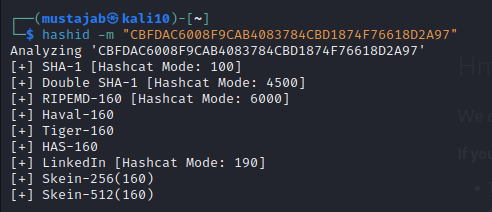 ┌──(mustajab㉿kali10)-[~]
└─$ hashid -m "CBFDAC6008F9CAB4083784CBD1874F76618D2A97"
Analyzing 'CBFDAC6008F9CAB4083784CBD1874F76618D2A97'
[+] SHA-1 [Hashcat Mode: 100]
[+] Double SHA-1 [Hashcat Mode: 4500]
[+] RIPEMD-160 [Hashcat Mode: 6000]
[+] Haval-160
[+] Tiger-160
[+] HAS-160
[+] LinkedIn [Hashcat Mode: 190]
[+] Skein-256(160)
[+] Skein-512(160)